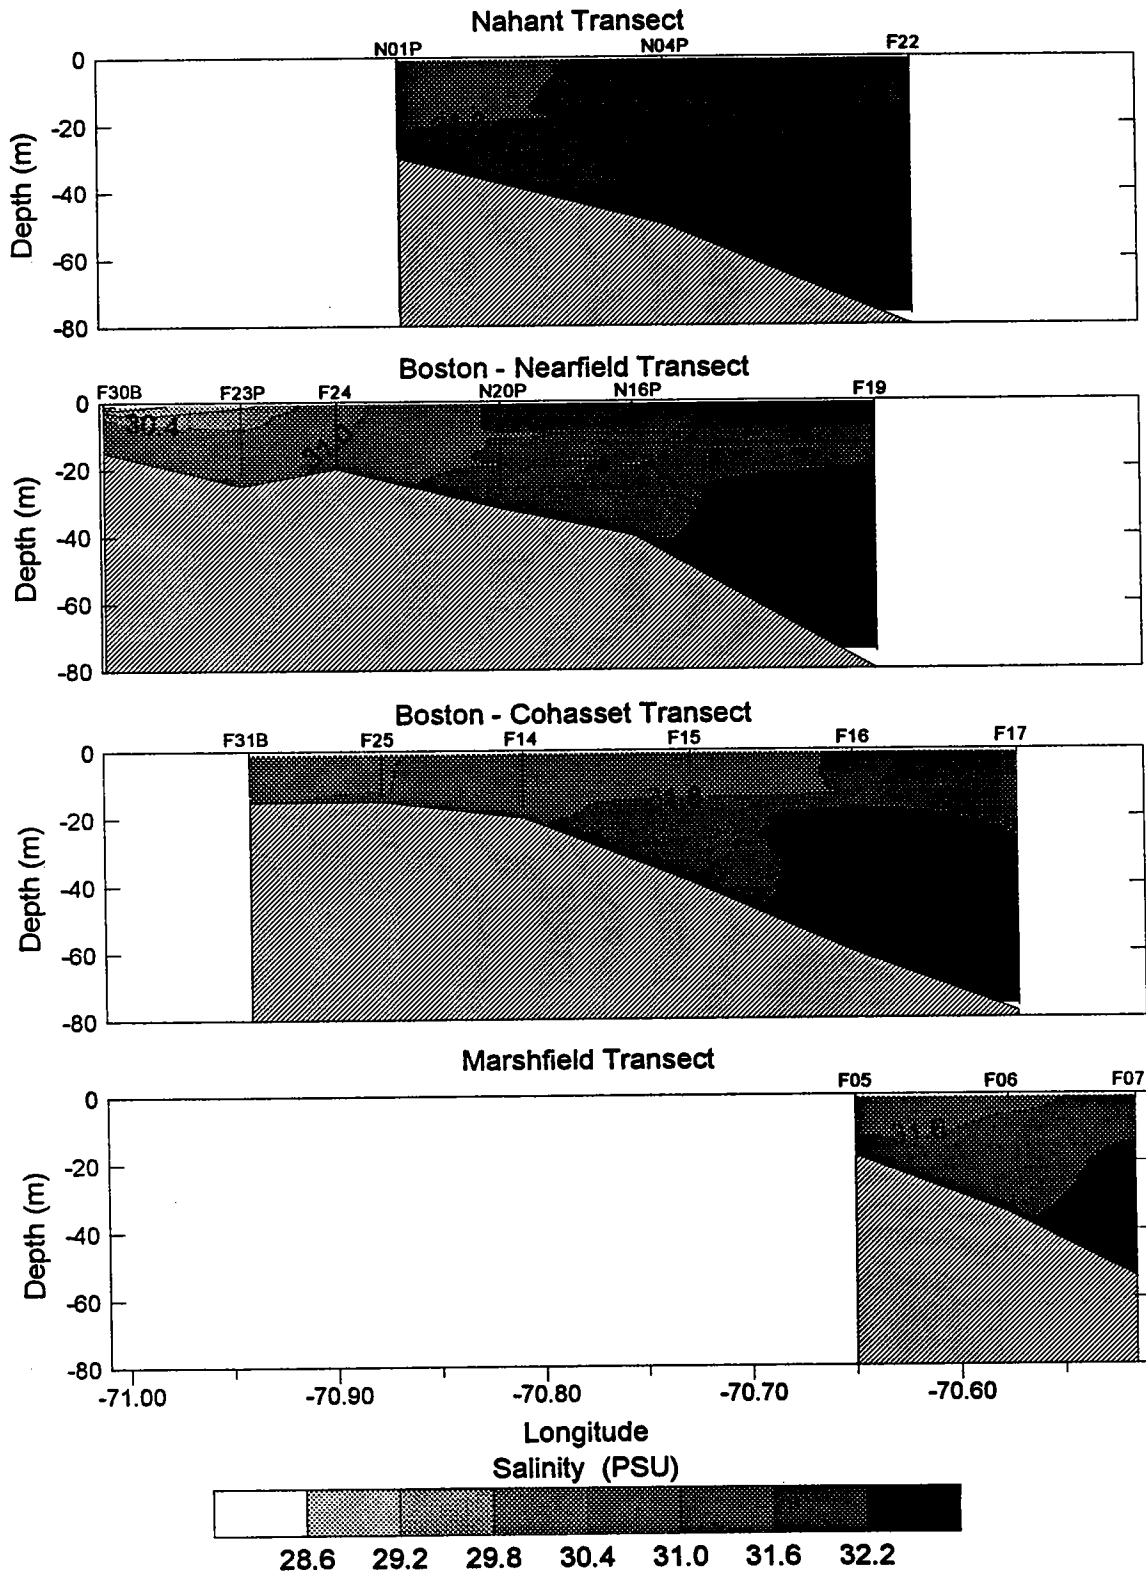 Nahant Transect
N01P N04P F22
0
-20
-40
-60
-80
Depth (m)
Boston - Nearfield Transect
F30B F23P F24 N20P N16P F19
0
30.4
-20
-40
-60
-80
Depth (m)
Boston - Cohasset Transect
F31B F25 F14 F15 F16 F17
0
31.6
-20
-40
-60
-80
Depth (m)
Marshfield Transect
F05 F06 F07
0
31.6
-20
-40
-60
-80
Depth (m)
-71.00 -70.90 -70.80 -70.70 -70.60
Longitude
Salinity (PSU)
28.6 29.2 29.8 30.4 31.0 31.6 32.2